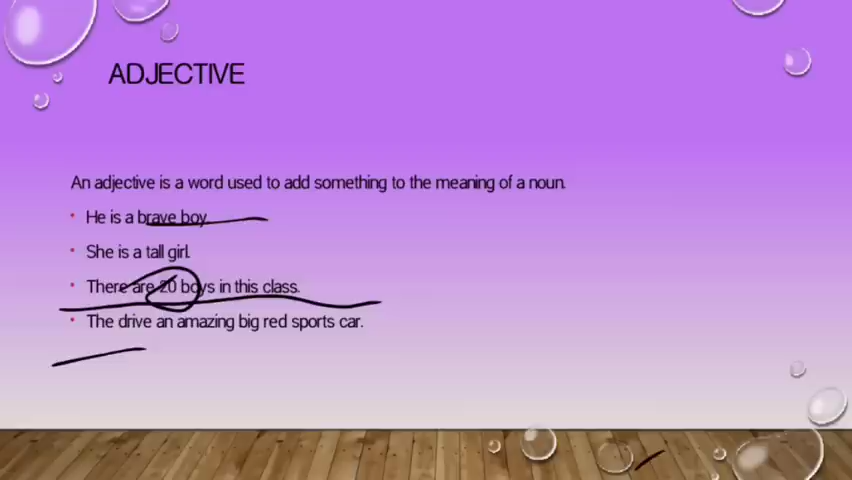 ADJECTIVE
An adjective is a word used to add something to the meaning of a noun.
• He is a brave boy.
• She is a tall girl.
• There are 20 boys in this class.
• The drive an amazing big red sports car.